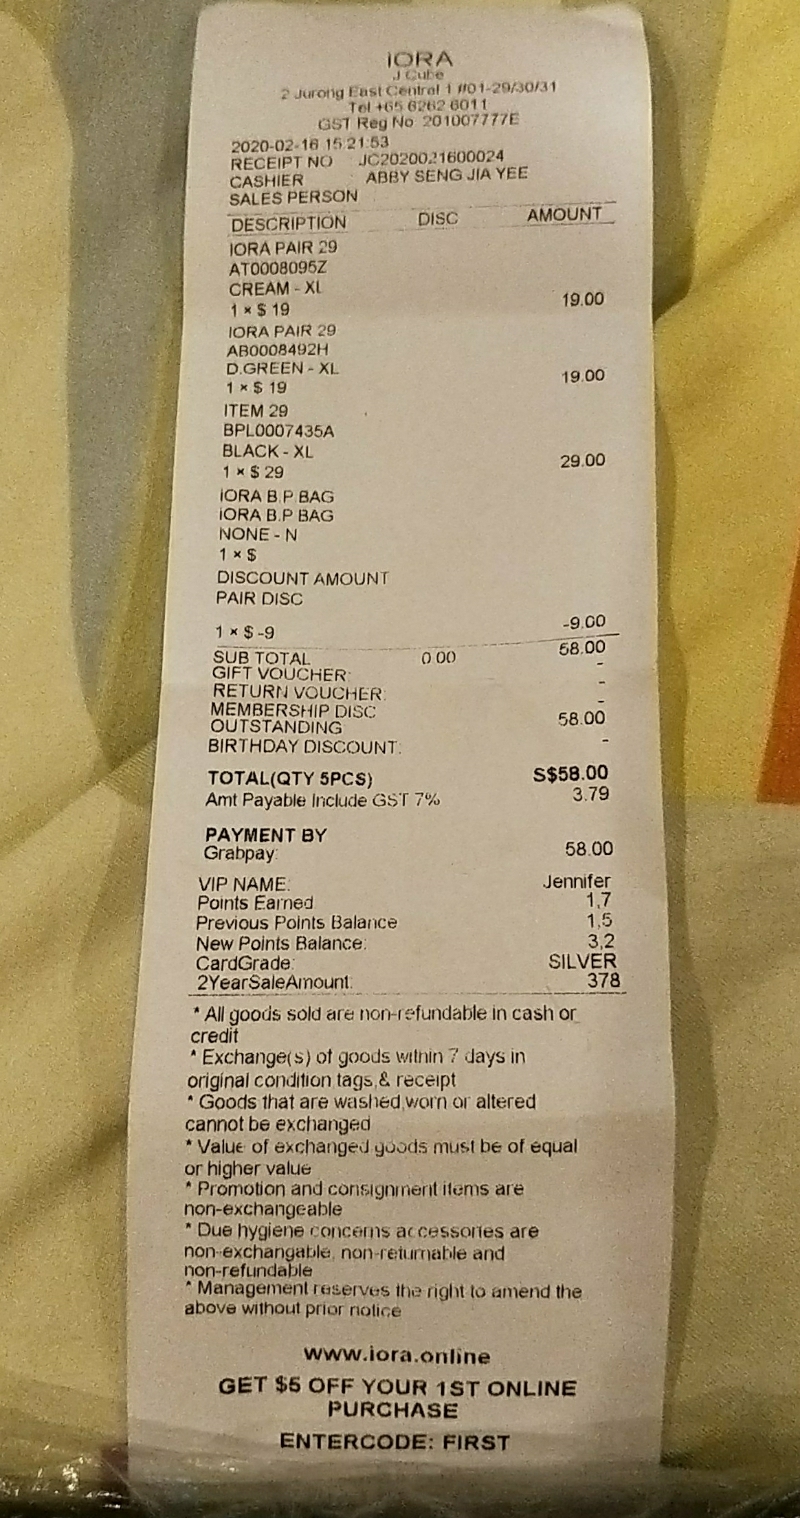 iORA
J Cube
2 Jurong East Central 1 #01-29/30/31
Tel +65 6262 6011
GST Reg No 201007777E
2020-02-16 15:21:53
RECEIPT NO JC2020021600024
CASHIER ABBY SENG JIA YEE
SALES PERSON
DESCRIPTION DISC AMOUNT
IORA PAIR 29
AT0008095Z
CREAM - XL
1 × $ 19 19.00
IORA PAIR 29
AB0008492H
D.GREEN - XL
1 × $ 19 19.00
ITEM 29
BPL0007435A
BLACK - XL
1 × $ 29 29.00
IORA B.P.BAG
IORA B.P BAG
NONE - N
1 × $
DISCOUNT AMOUNT
PAIR DISC
1 × $ -9 -9.00
SUB TOTAL 0.00 58.00
GIFT VOUCHER: -
RETURN VOUCHER: -
MEMBERSHIP DISC -
OUTSTANDING 58.00
BIRTHDAY DISCOUNT: -
TOTAL(QTY 5PCS) S$58.00
Amt Payable Include GST 7% 3.79
PAYMENT BY
Grabpay: 58.00
VIP NAME: Jennifer
Points Earned 1,7
Previous Points Balance 1,5
New Points Balance: 3,2
CardGrade: SILVER
2YearSaleAmount: 378
* All goods sold are non-refundable in cash or
credit
* Exchange(s) of goods within 7 days in
original condition tags,& receipt
* Goods that are washed,worn or altered
cannot be exchanged
* Value of exchanged goods must be of equal
or higher value
* Promotion and consignment items are
non-exchangeable
* Due hygiene concerns accessories are
non-exchangable, non-returnable and
non-refundable
* Management reserves the right to amend the
above without prior notice
www.iora.online
GET $5 OFF YOUR 1ST ONLINE
PURCHASE
ENTERCODE: FIRST